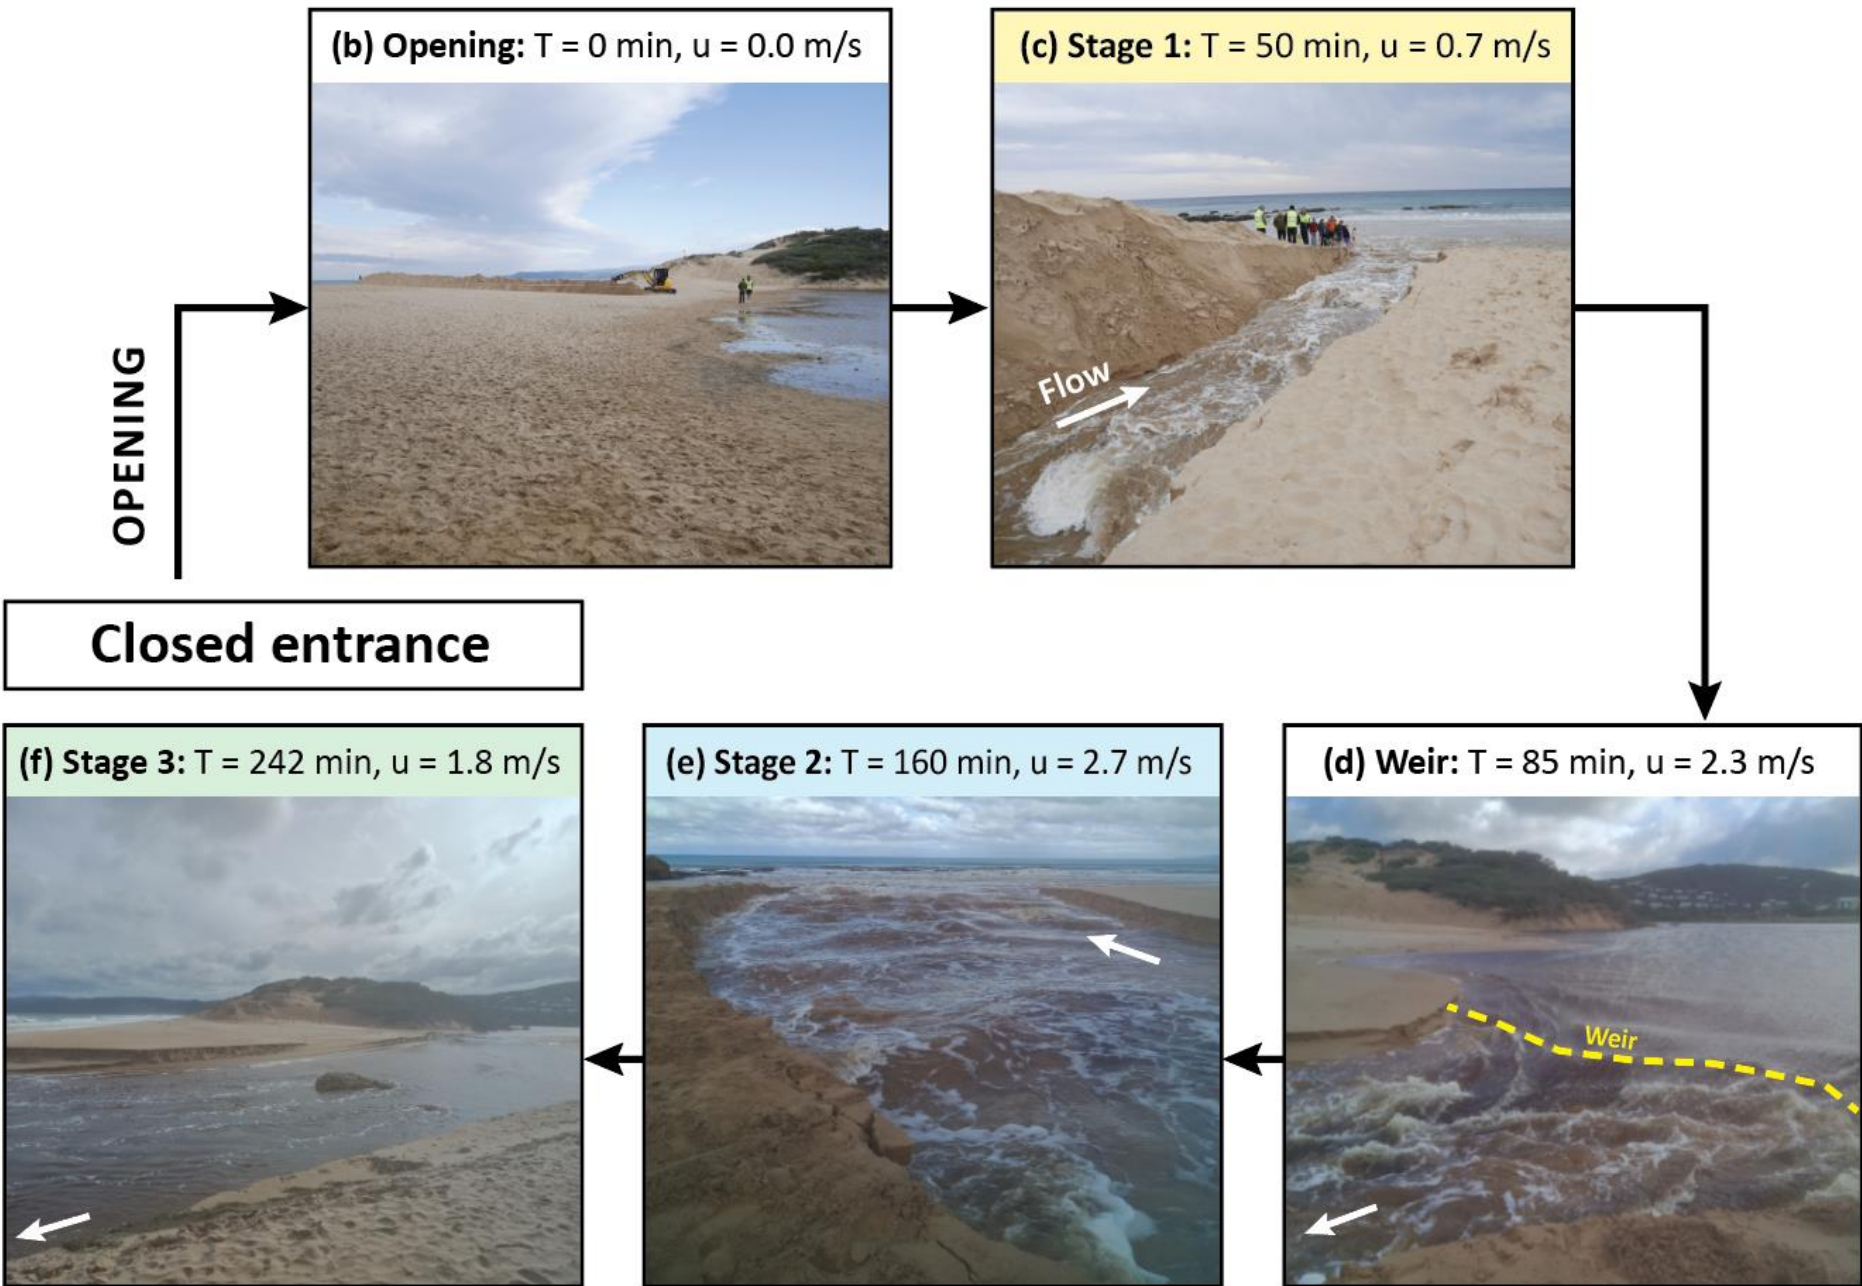 (b) Opening: T = 0 min, u = 0.0 m/s
(c) Stage 1: T = 50 min, u = 0.7 m/s
Flow
OPENING
Closed entrance
(f) Stage 3: T = 242 min, u = 1.8 m/s
(e) Stage 2: T = 160 min, u = 2.7 m/s
(d) Weir: T = 85 min, u = 2.3 m/s
Weir